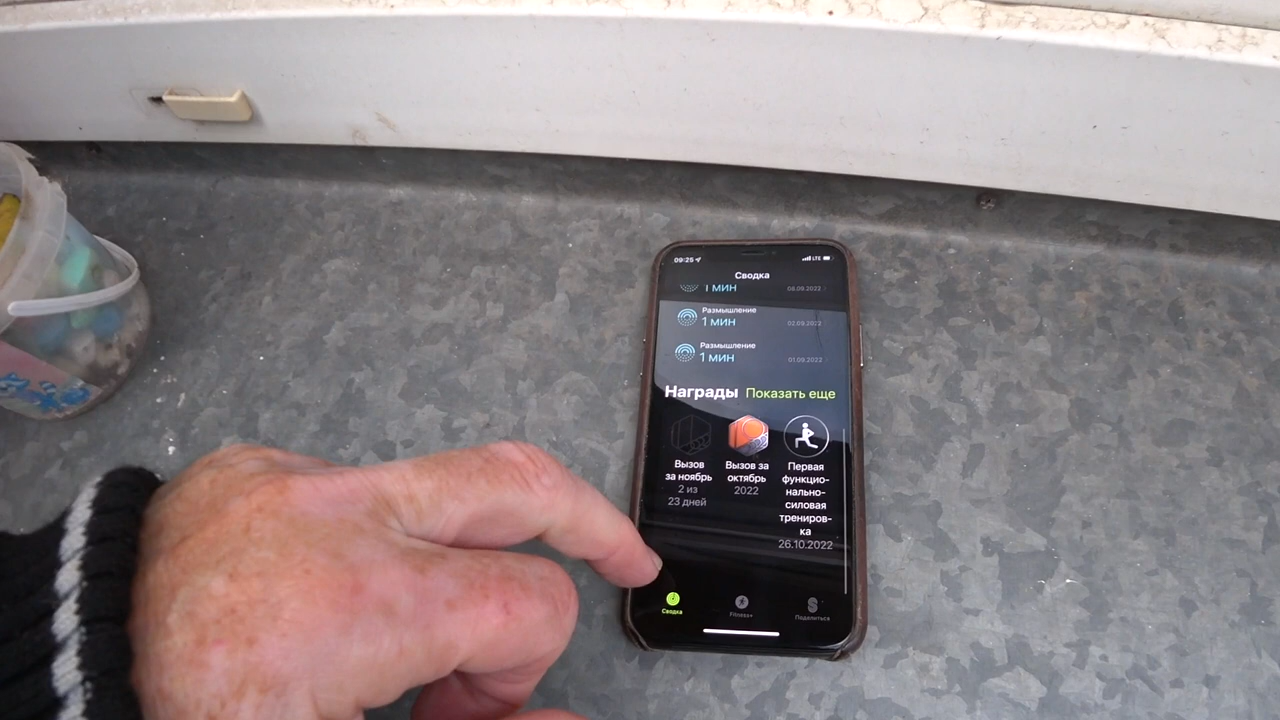 09:25
LTE
Сводка
1 МИН
06.09.2022
Размышление
1 МИН
02.09.2022
Размышление
1 МИН
01.09.2022
Награды Показать еще
Вызов
за ноябрь
2 из
23 дней
Вызов за
октябрь
2022
Первая
функцио-
нально-
силовая
трениров-
ка
26.10.2022
Сводка
Fitness+
Поделиться